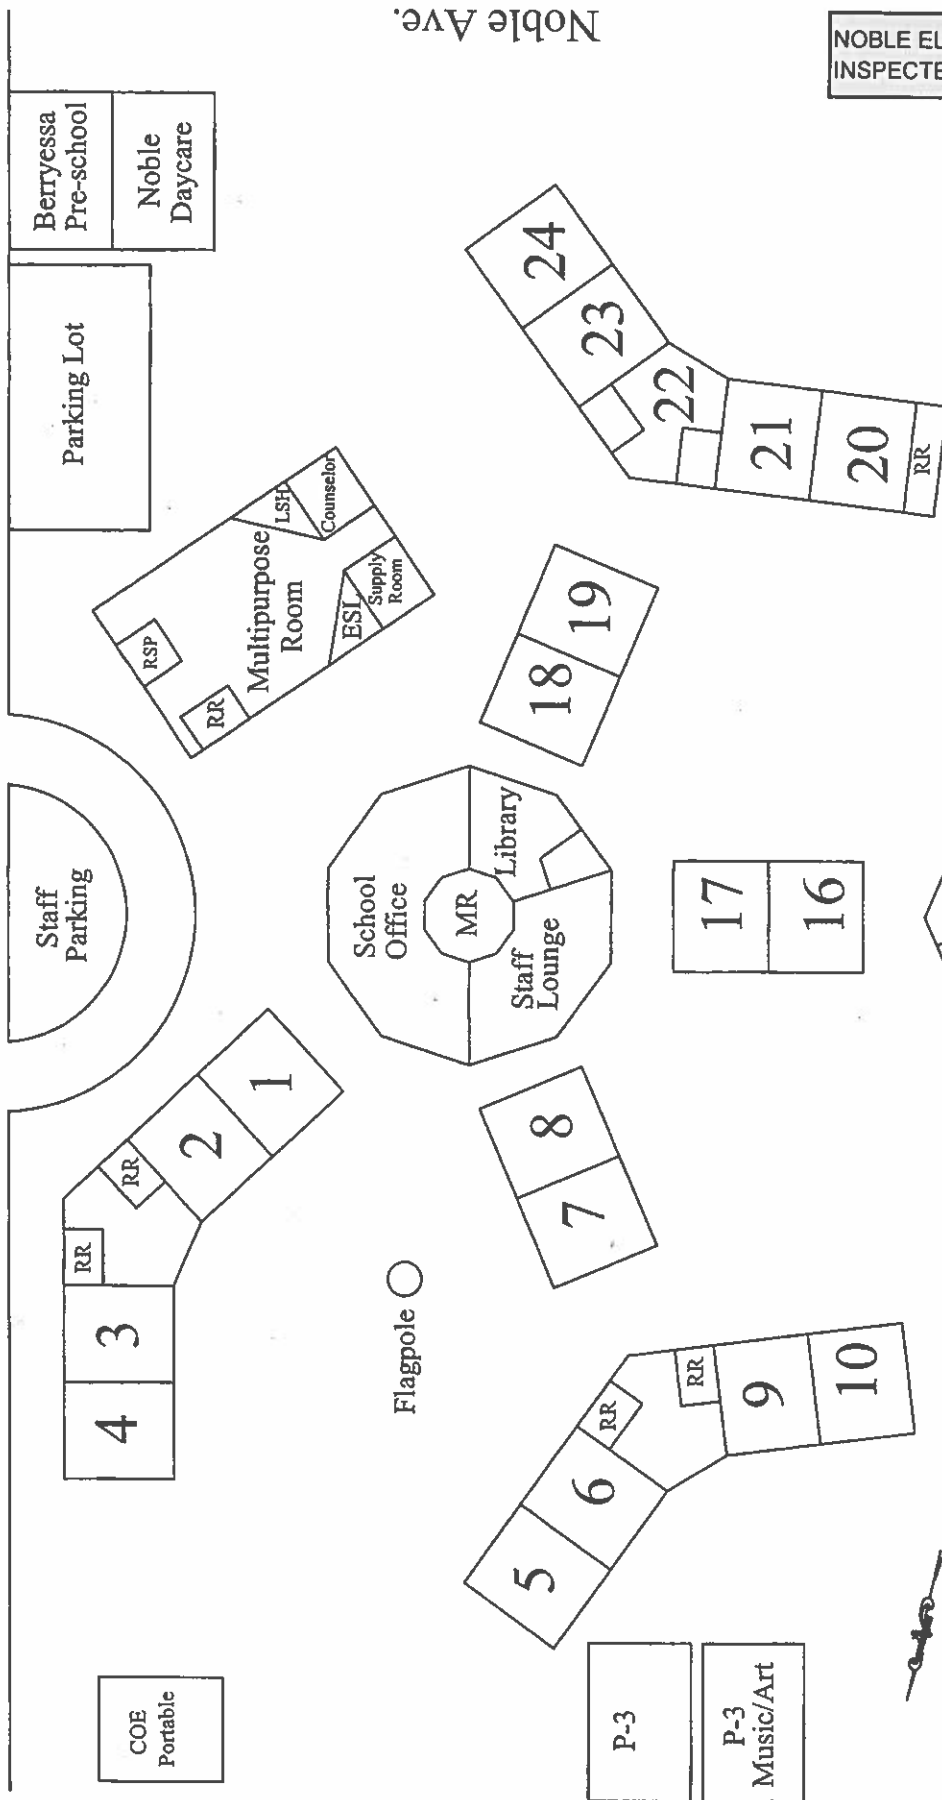 Noble Ave.
NOBLE EL
INSPECTE
Berryessa
Pre-school
Noble
Daycare
Parking Lot
24
23
22
21
20
RR
LSH
Counselor
Multipurpose
Room
ESL
Supply
Room
RSP
RR
18
19
Staff
Parking
School
Office
MR
Library
Staff
Lounge
17
16
1
2
RR
RR
3
4
8
7
Flagpole
RR
RR
9
10
6
5
COE
Portable
P-3
P-3
Music/Art